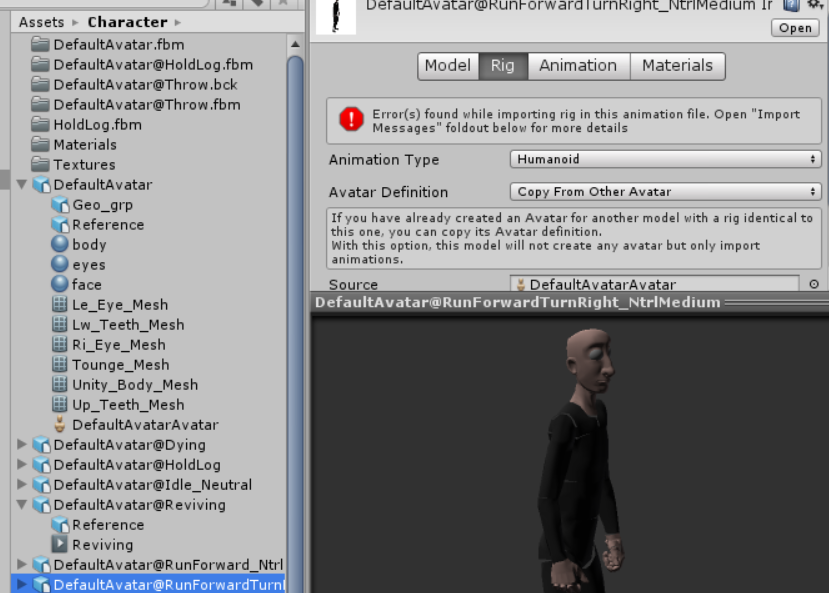 DefaultAvatar@RunForwardTurnRight_NtrlMedium Ir
Open
Assets ▸ Character ▸
DefaultAvatar.fbm
DefaultAvatar@HoldLog.fbm
DefaultAvatar@Throw.bck
DefaultAvatar@Throw.fbm
HoldLog.fbm
Materials
Textures
DefaultAvatar
Geo_grp
Reference
body
eyes
face
Le_Eye_Mesh
Lw_Teeth_Mesh
Ri_Eye_Mesh
Tounge_Mesh
Unity_Body_Mesh
Up_Teeth_Mesh
DefaultAvatarAvatar
DefaultAvatar@Dying
DefaultAvatar@HoldLog
DefaultAvatar@Idle_Neutral
DefaultAvatar@Reviving
Reference
Reviving
DefaultAvatar@RunForward_Ntrl
DefaultAvatar@RunForwardTurn
Model Rig Animation Materials
Error(s) found while importing rig in this animation file. Open "Import
Messages" foldout below for more details
Animation Type Humanoid
Avatar Definition Copy From Other Avatar
If you have already created an Avatar for another model with a rig identical to
this one, you can copy its Avatar definition.
With this option, this model will not create any avatar but only import
animations.
Source DefaultAvatarAvatar
DefaultAvatar@RunForwardTurnRight_NtrlMedium